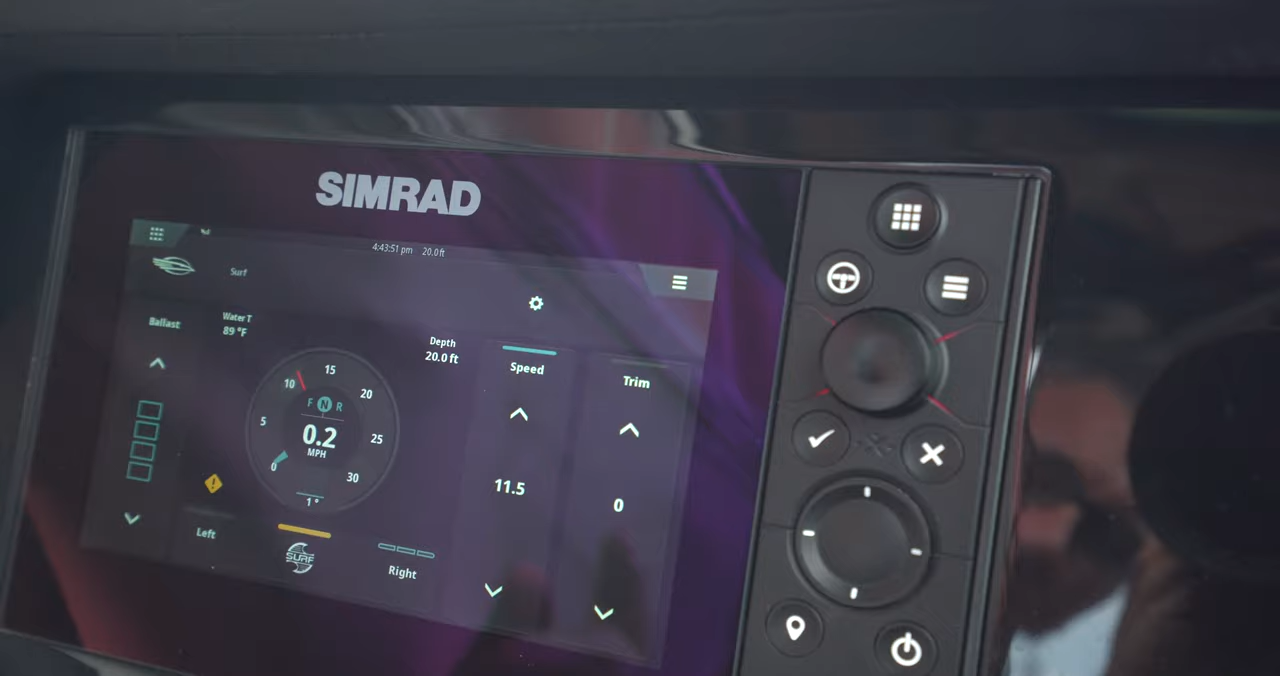 SIMRAD
4:43:51 pm 20.0 ft
Surf
Ballast
Water T
89 °F
Depth
20.0 ft
Speed
Trim
15
10
20
F N R
5
0.2
25
MPH
0
30
1°
11.5
0
Left
SURF
Right